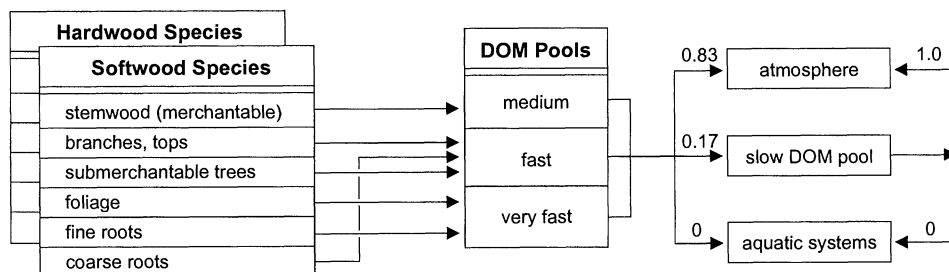 Hardwood Species
Softwood Species
stemwood (merchantable)
branches, tops
submerchantable trees
foliage
fine roots
coarse roots
DOM Pools
medium
fast
very fast
0.83
atmosphere
1.0
0.17
slow DOM pool
0
aquatic systems
0